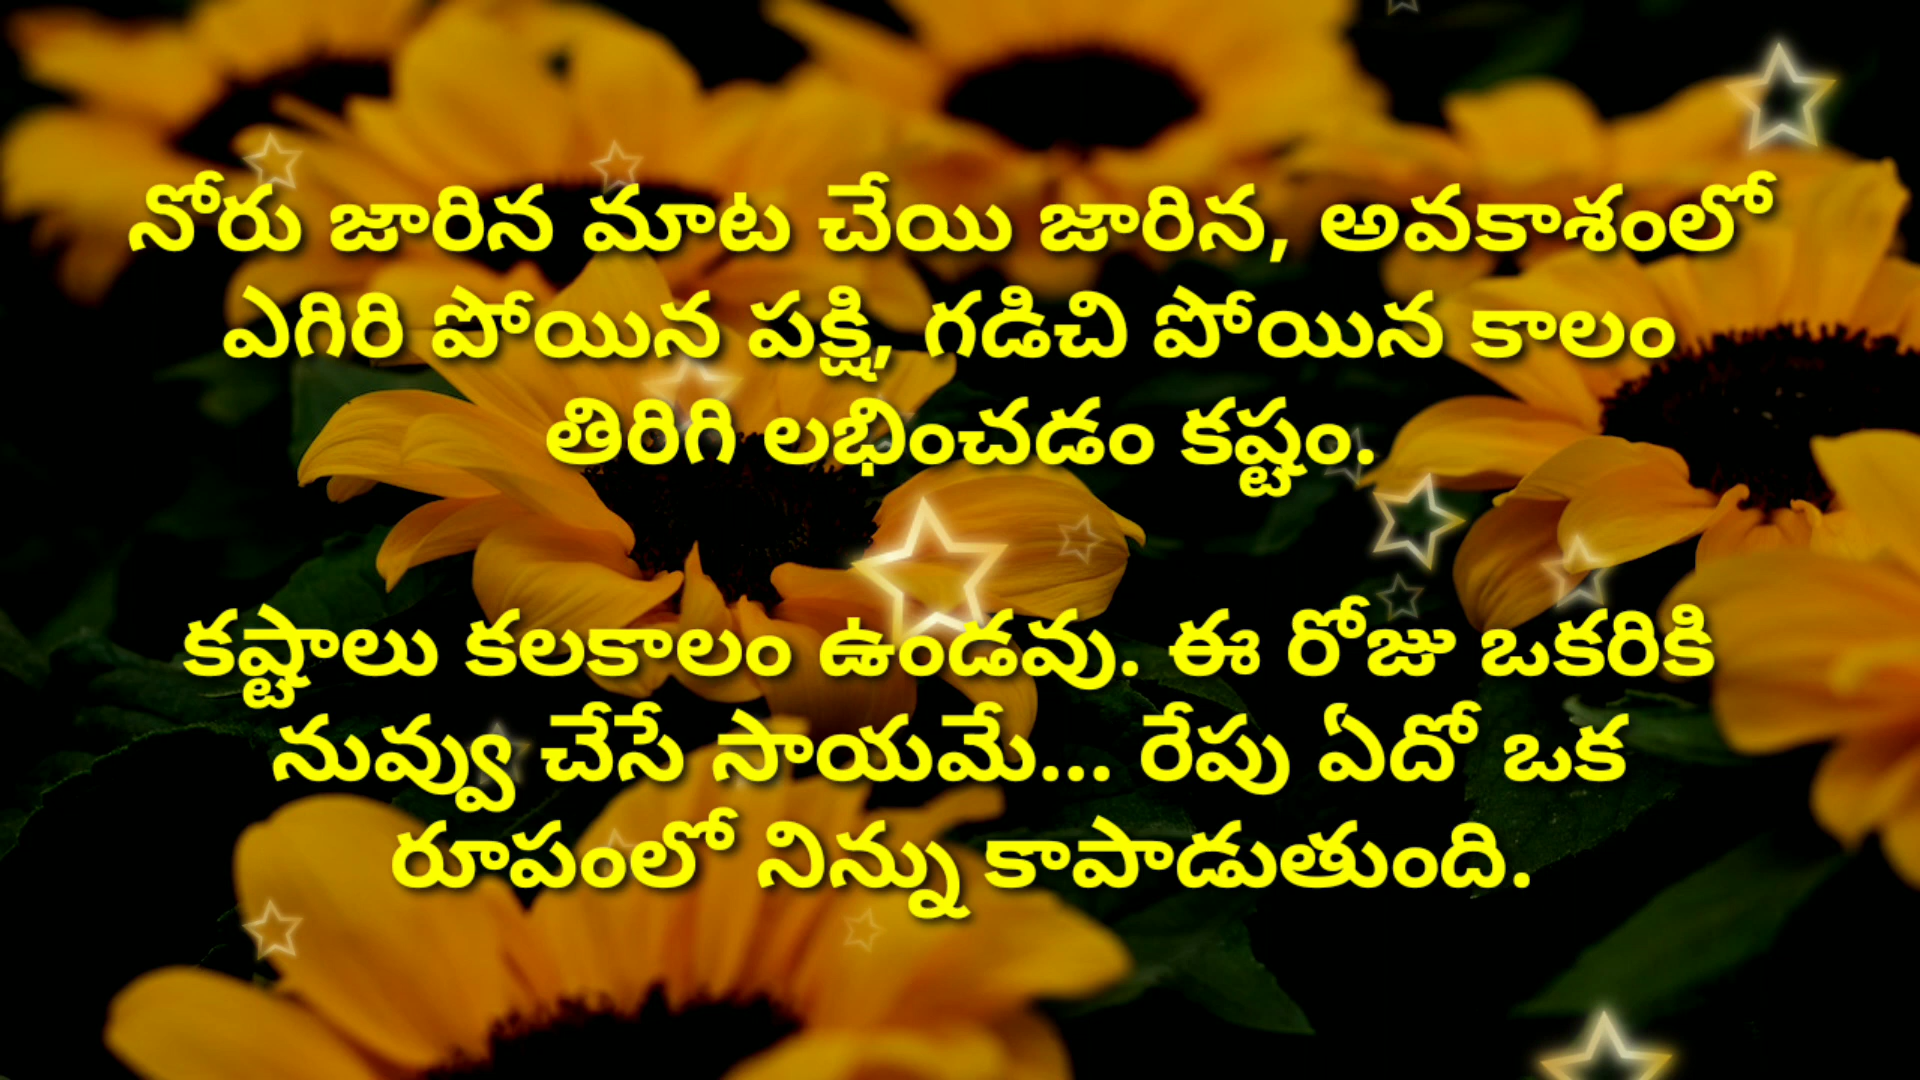 నోరు జారిన మాట చేయి జారిన, అవకాశంలో
ఎగిరి పోయిన పక్షి, గడిచి పోయిన కాలం
తిరిగి లభించడం కష్టం.
కష్టాలు కలకాలం ఉండవు. ఈ రోజు ఒకరికి
నువ్వు చేసే సాయమే... రేపు ఏదో ఒక
రూపంలో నిన్ను కాపాడుతుంది.